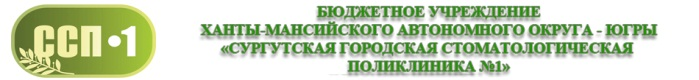 ССП•1
БЮДЖЕТНОЕ УЧРЕЖДЕНИЕ
ХАНТЫ-МАНСИЙСКОГО АВТОНОМНОГО ОКРУГА - ЮГРЫ
«СУРГУТСКАЯ ГОРОДСКАЯ СТОМАТОЛОГИЧЕСКАЯ
ПОЛИКЛИНИКА №1»